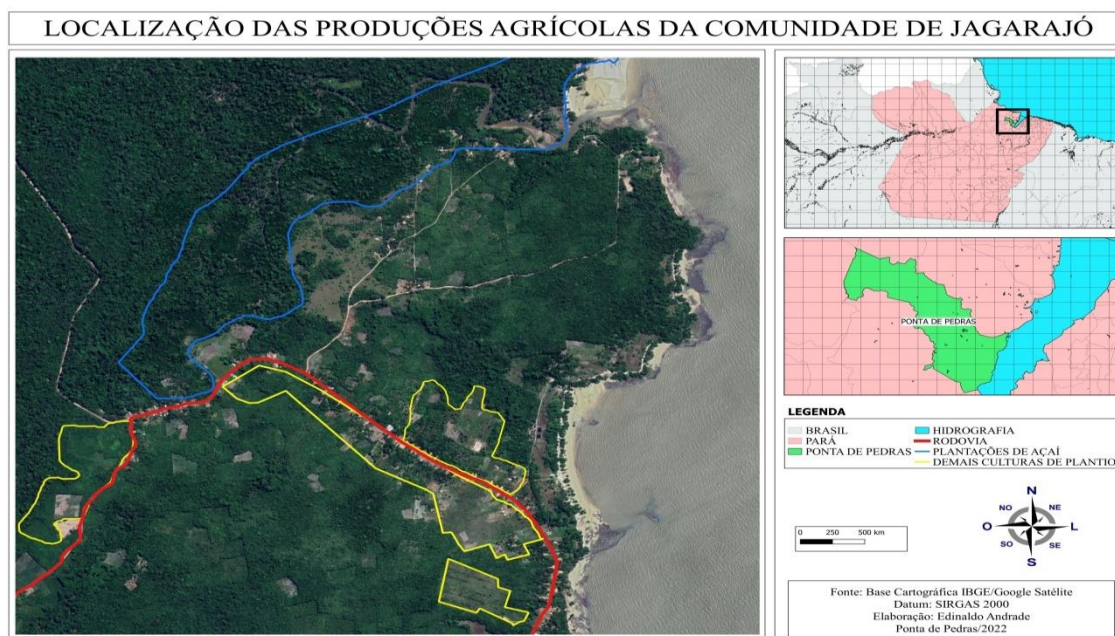 LOCALIZAÇÃO DAS PRODUÇÕES AGRÍCOLAS DA COMUNIDADE DE JAGARAJÓ
PONTA DE PEDRAS
LEGENDA
BRASIL
PARÁ
PONTA DE PEDRAS
HIDROGRAFIA
RODOVIA
PLANTAÇÕES DE AÇAÍ
DEMAIS CULTURAS DE PLANTIO
0 250 500 km
N
NO NE
O L
SO SE
S
Fonte: Base Cartográfica IBGE/Google Satélite
Datum: SIRGAS 2000
Elaboração: Edinaldo Andrade
Ponta de Pedras/2022